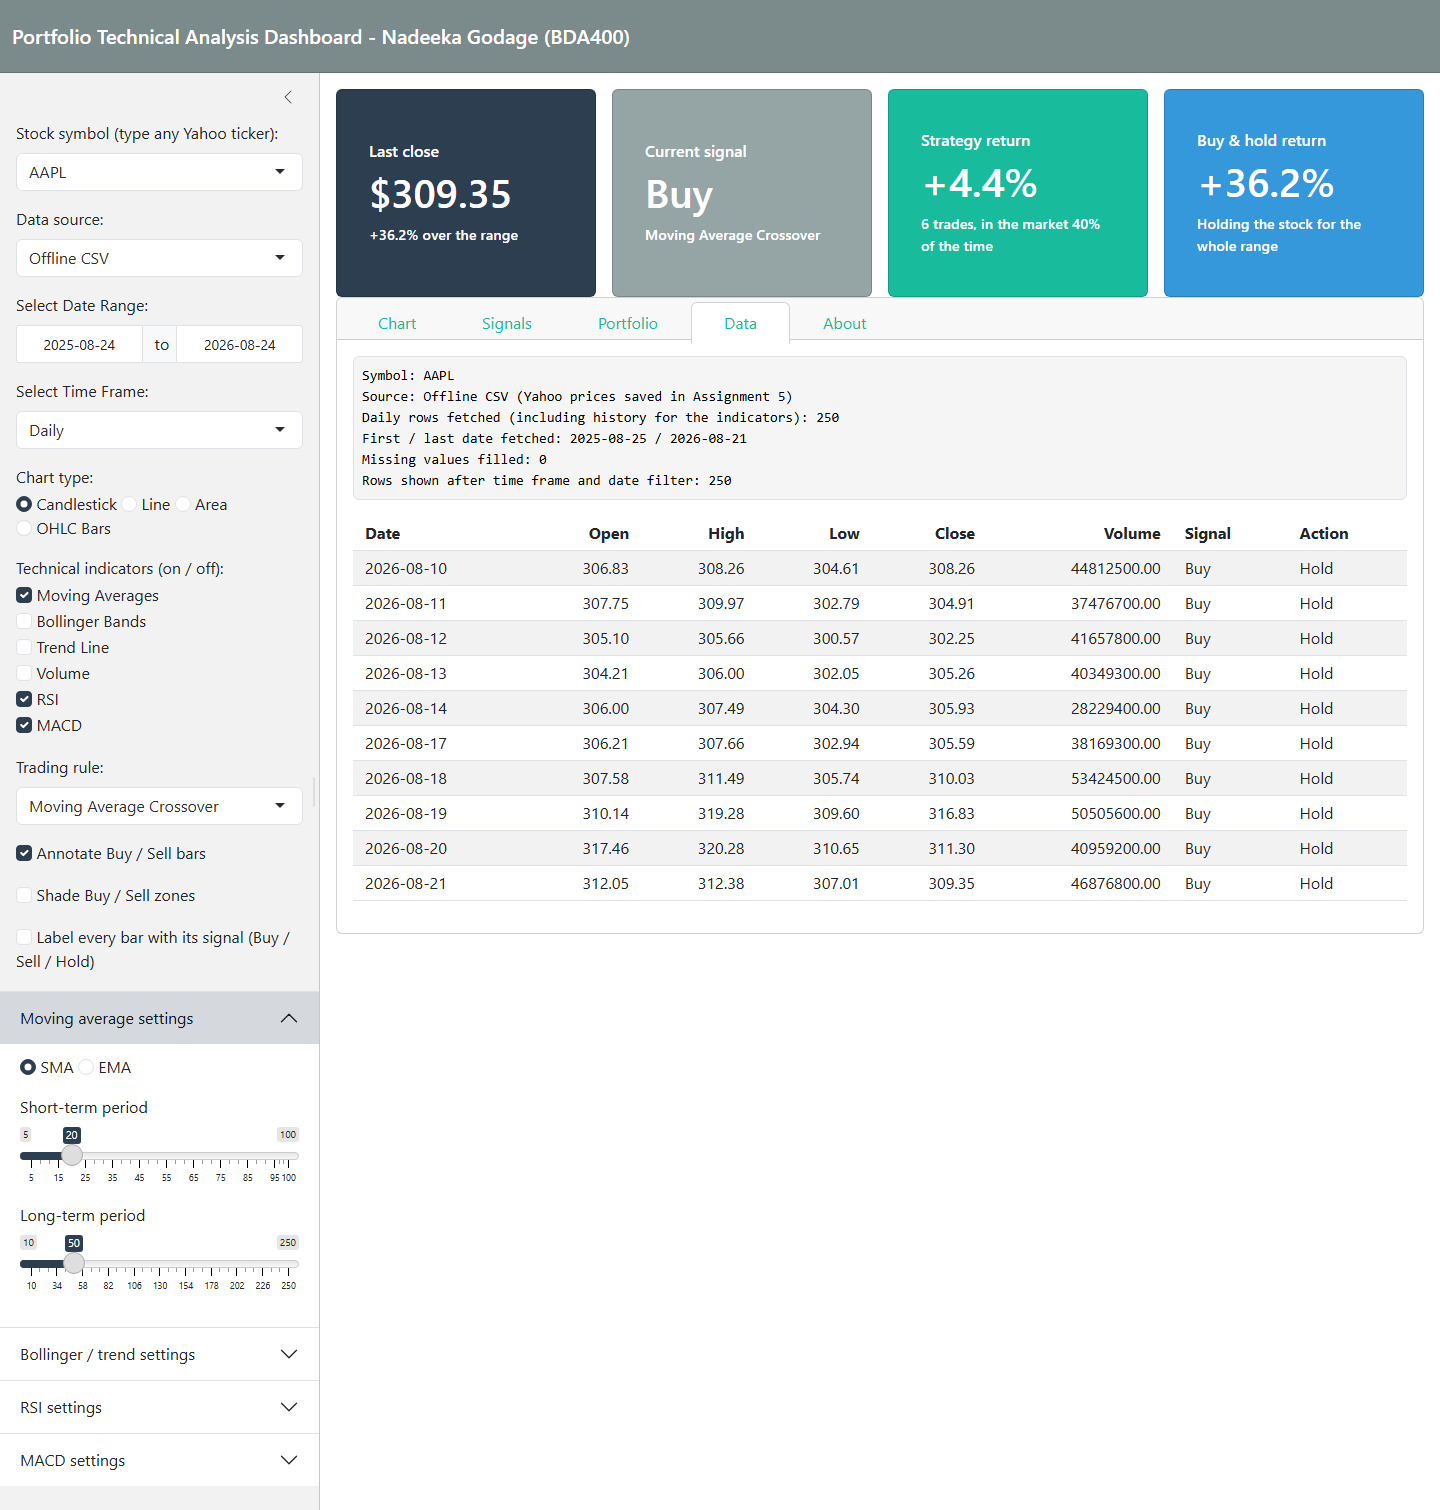 Portfolio Technical Analysis Dashboard - Nadeeka Godage (BDA400)
Stock symbol (type any Yahoo ticker):
AAPL
Data source:
Offline CSV
Select Date Range:
2025-08-24 to 2026-08-24
Select Time Frame:
Daily
Chart type:
Candlestick Line Area
OHLC Bars
Technical indicators (on / off):
Moving Averages
Bollinger Bands
Trend Line
Volume
RSI
MACD
Trading rule:
Moving Average Crossover
Annotate Buy / Sell bars
Shade Buy / Sell zones
Label every bar with its signal (Buy /
Sell / Hold)
Moving average settings
SMA EMA
Short-term period
5 20 100
5 15 25 35 45 55 65 75 85 95 100
Long-term period
10 50 250
10 34 58 82 106 130 154 178 202 226 250
Bollinger / trend settings
RSI settings
MACD settings
Last close
$309.35
+36.2% over the range
Current signal
Buy
Moving Average Crossover
Strategy return
+4.4%
6 trades, in the market 40%
of the time
Buy & hold return
+36.2%
Holding the stock for the
whole range
Chart Signals Portfolio Data About
Symbol: AAPL
Source: Offline CSV (Yahoo prices saved in Assignment 5)
Daily rows fetched (including history for the indicators): 250
First / last date fetched: 2025-08-25 / 2026-08-21
Missing values filled: 0
Rows shown after time frame and date filter: 250
Date Open High Low Close Volume Signal Action
2026-08-10 306.83 308.26 304.61 308.26 44812500.00 Buy Hold
2026-08-11 307.75 309.97 302.79 304.91 37476700.00 Buy Hold
2026-08-12 305.10 305.66 300.57 302.25 41657800.00 Buy Hold
2026-08-13 304.21 306.00 302.05 305.26 40349300.00 Buy Hold
2026-08-14 306.00 307.49 304.30 305.93 28229400.00 Buy Hold
2026-08-17 306.21 307.66 302.94 305.59 38169300.00 Buy Hold
2026-08-18 307.58 311.49 305.74 310.03 53424500.00 Buy Hold
2026-08-19 310.14 319.28 309.60 316.83 50505600.00 Buy Hold
2026-08-20 317.46 320.28 310.65 311.30 40959200.00 Buy Hold
2026-08-21 312.05 312.38 307.01 309.35 46876800.00 Buy Hold